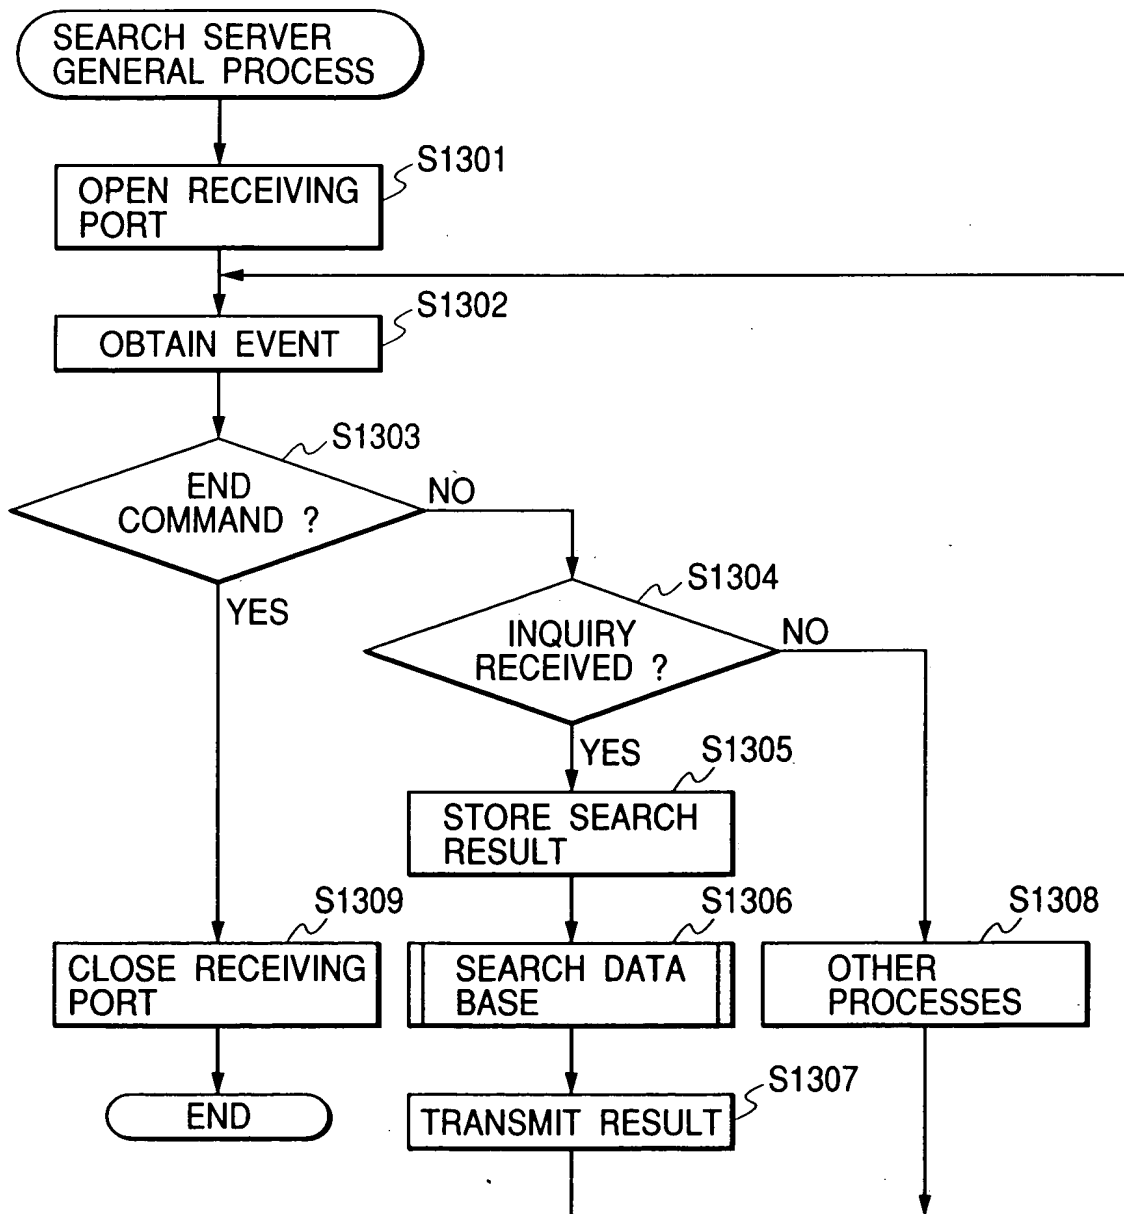 SEARCH SERVER
GENERAL PROCESS
S1301
OPEN RECEIVING
PORT
S1302
OBTAIN EVENT
S1303
END
COMMAND ?
NO
YES
S1304
INQUIRY
RECEIVED ?
NO
YES
S1305
STORE SEARCH
RESULT
S1309
CLOSE RECEIVING
PORT
S1306
SEARCH DATA
BASE
S1308
OTHER
PROCESSES
END
S1307
TRANSMIT RESULT